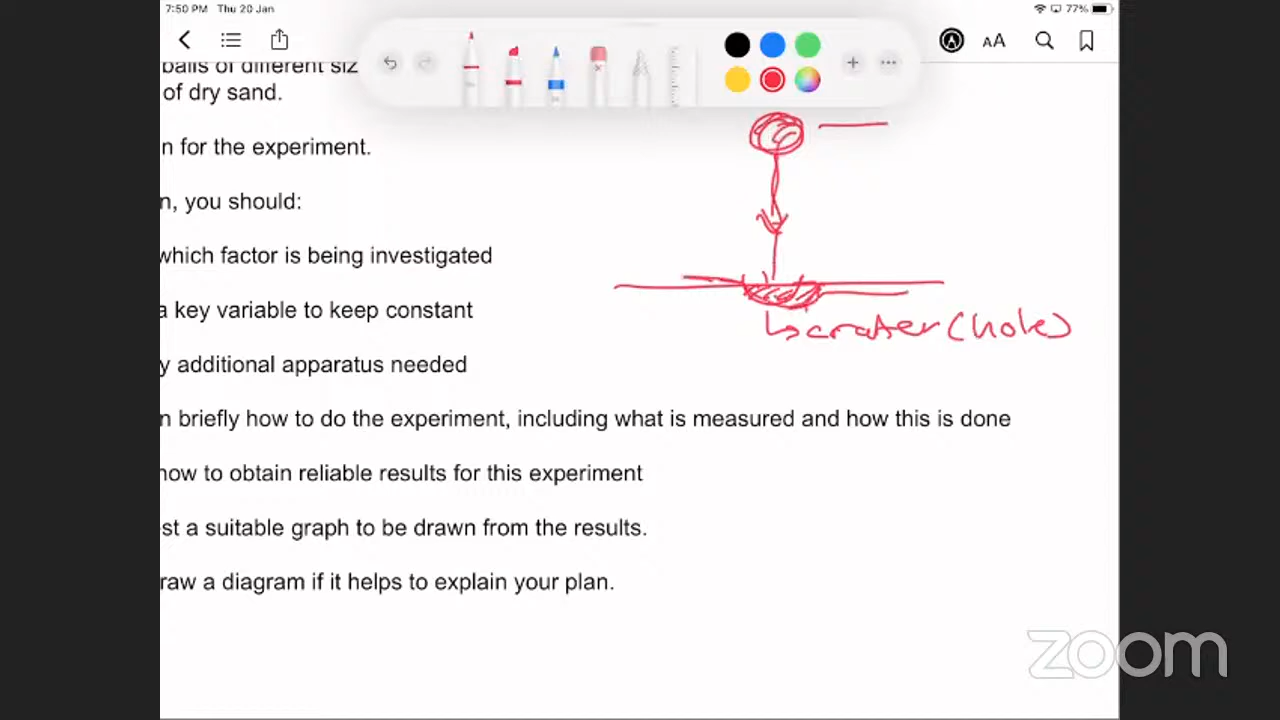 7:50 PM Thu 20 Jan
77%
AA
balls of different siz
of dry sand.
n for the experiment.
n, you should:
which factor is being investigated
a key variable to keep constant
y additional apparatus needed
n briefly how to do the experiment, including what is measured and how this is done
now to obtain reliable results for this experiment
st a suitable graph to be drawn from the results.
raw a diagram if it helps to explain your plan.
crater (hole)
zoom